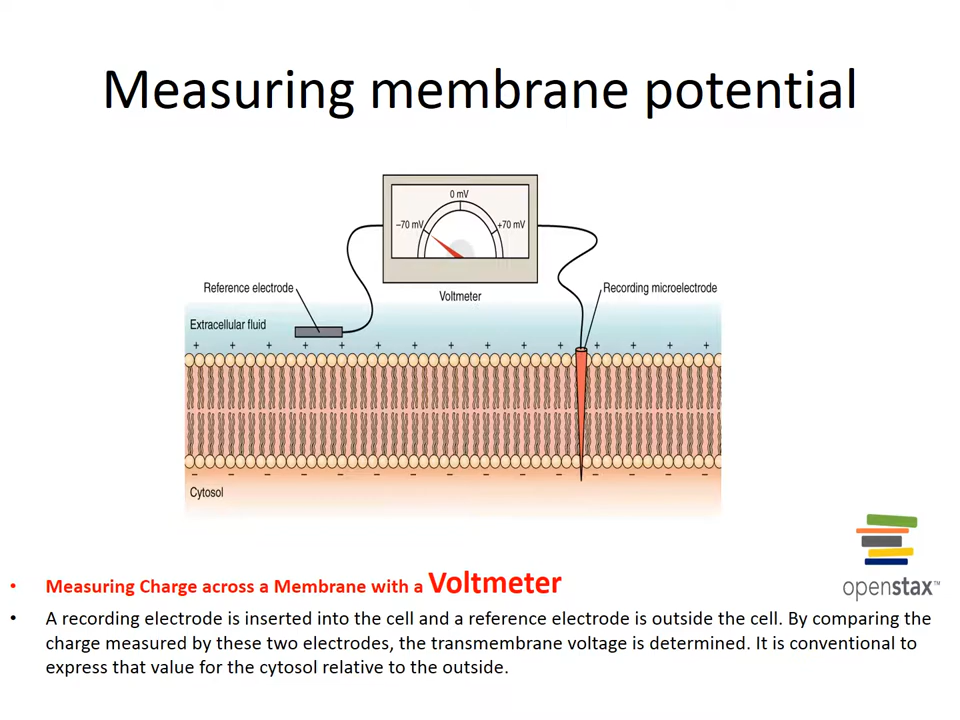 Measuring membrane potential
0 mV
–70 mV
+70 mV
Reference electrode
Voltmeter
Recording microelectrode
Extracellular fluid
+ + + + + + + + + + + + + +
– – – – – – – – – – – – – – –
Cytosol
openstax™
• Measuring Charge across a Membrane with a Voltmeter
• A recording electrode is inserted into the cell and a reference electrode is outside the cell. By comparing the
charge measured by these two electrodes, the transmembrane voltage is determined. It is conventional to
express that value for the cytosol relative to the outside.